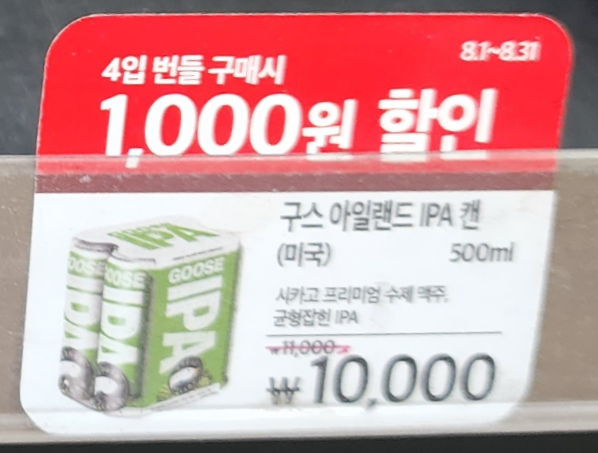 8.1~8.31
4입 번들 구매시
1,000원 할인
구스 아일랜드 IPA 캔
(미국) 500ml
시카고 프리미엄 수제 맥주,
균형잡힌 IPA
₩11,000
₩10,000
IPA
GOOSE
IPA
GOOSE
IPA
GOOSE
IPA